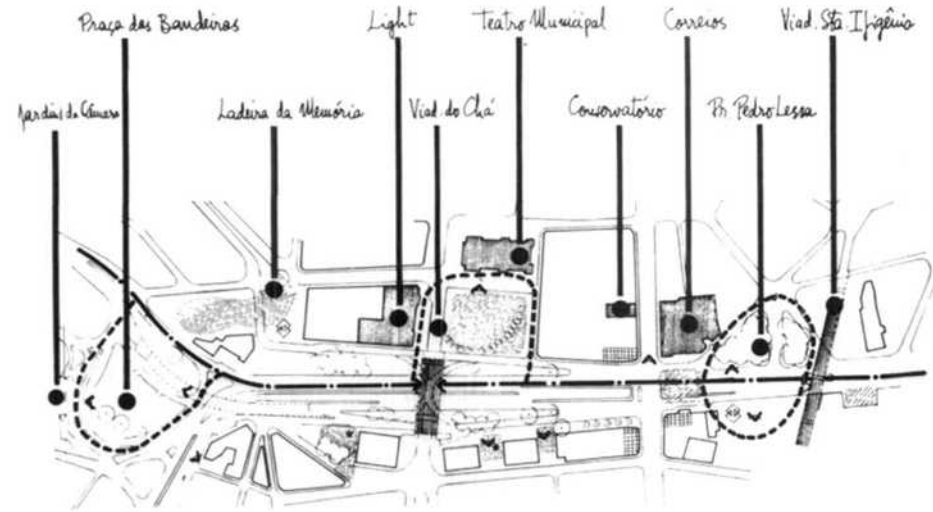 Praça das Bandeiras
Light
Teatro Municipal
Correios
Viad. Sta. Ifigênia
Jardins da Câmara
Ladeira da Memória
Viad. do Chá
Conservatório
Pr. Pedro Lessa